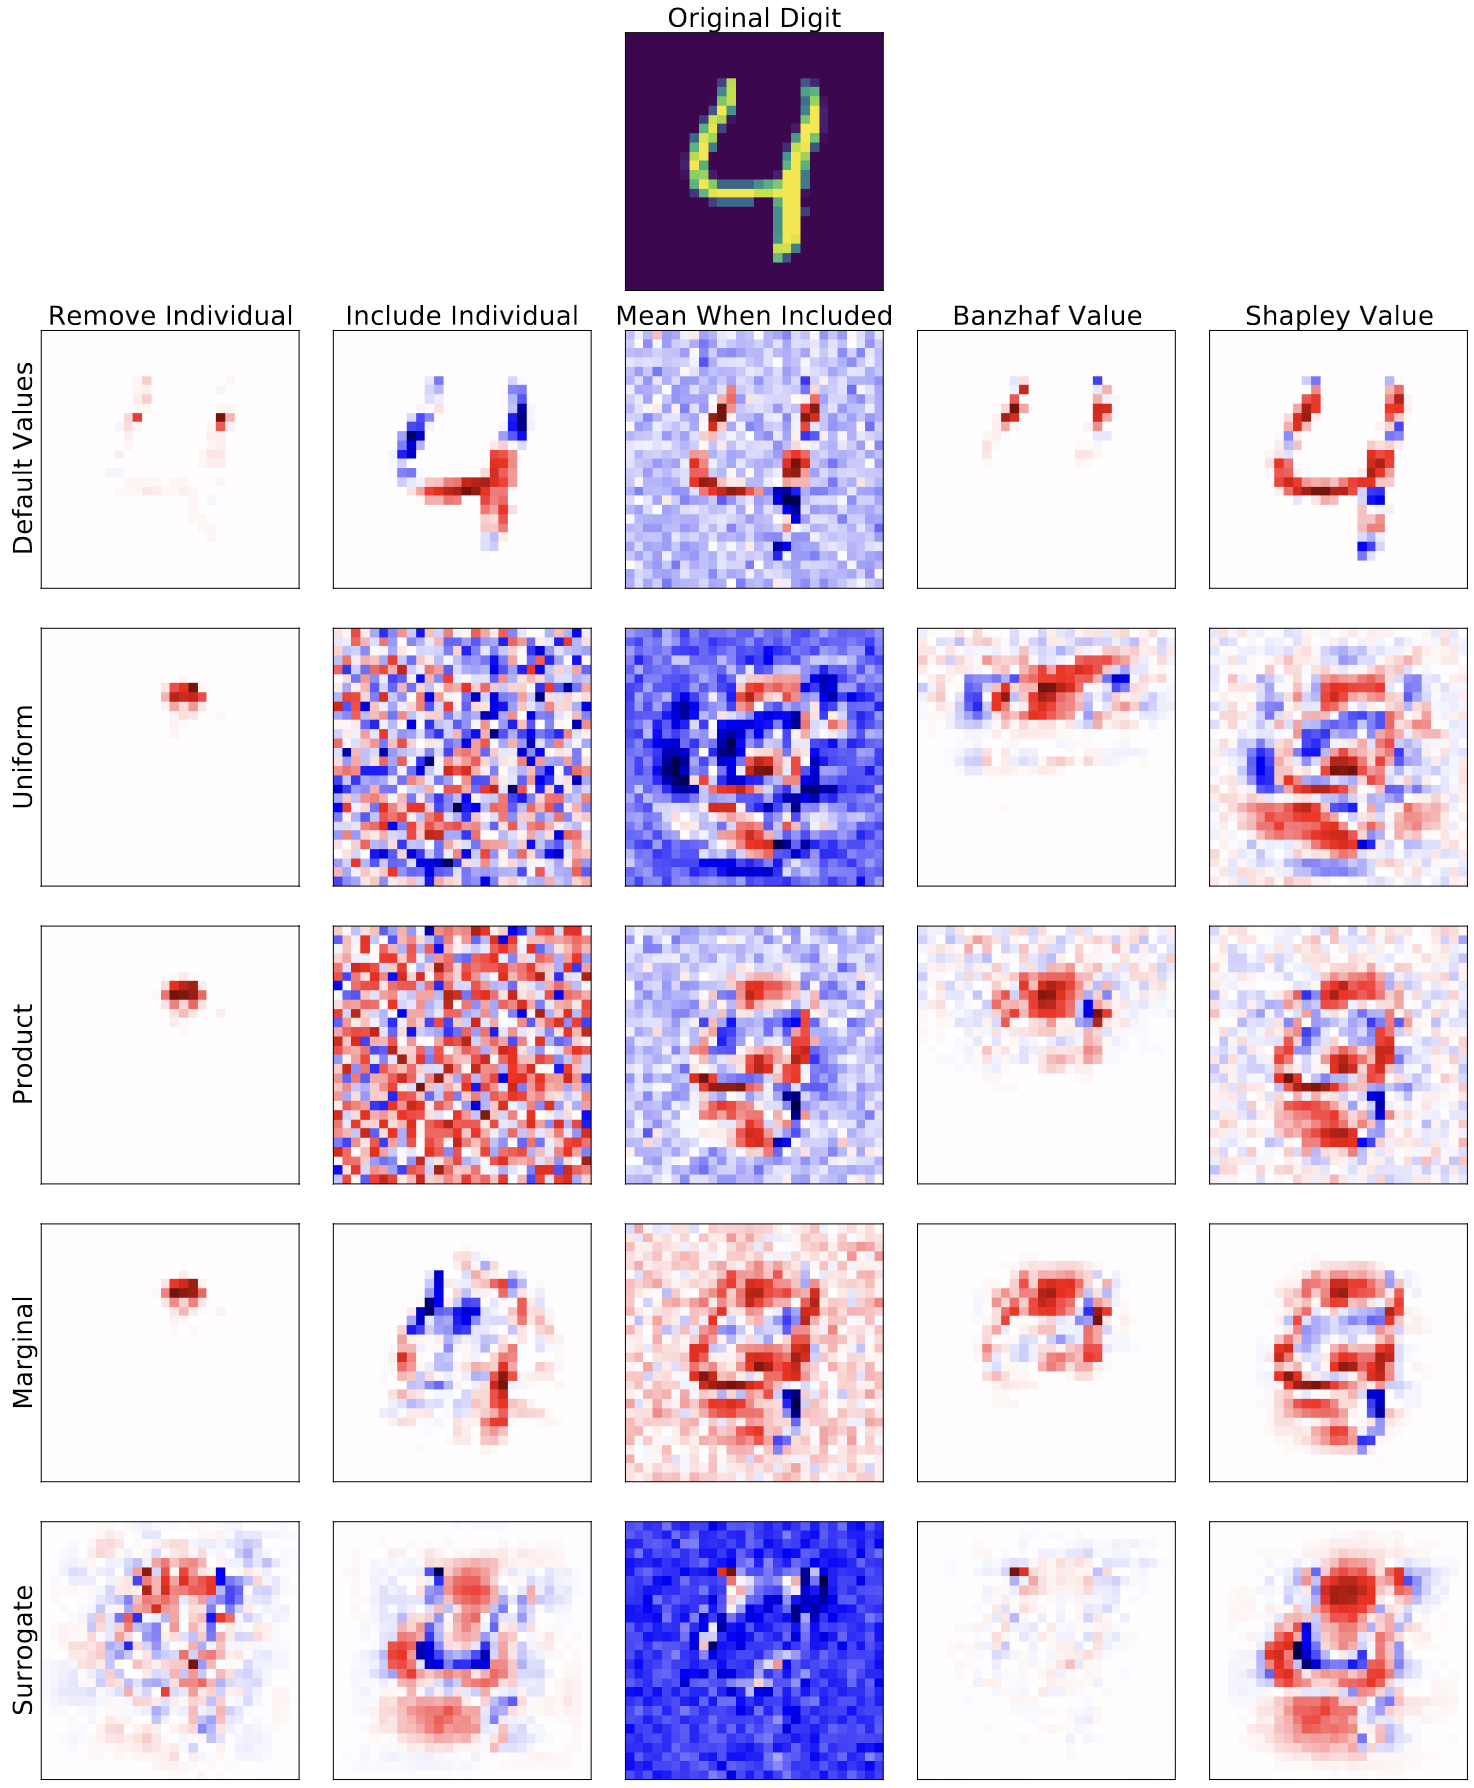 Original Digit
4
Remove Individual
Include Individual
Mean When Included
Banzhaf Value
Shapley Value
Default Values
Uniform
Product
Marginal
Surrogate